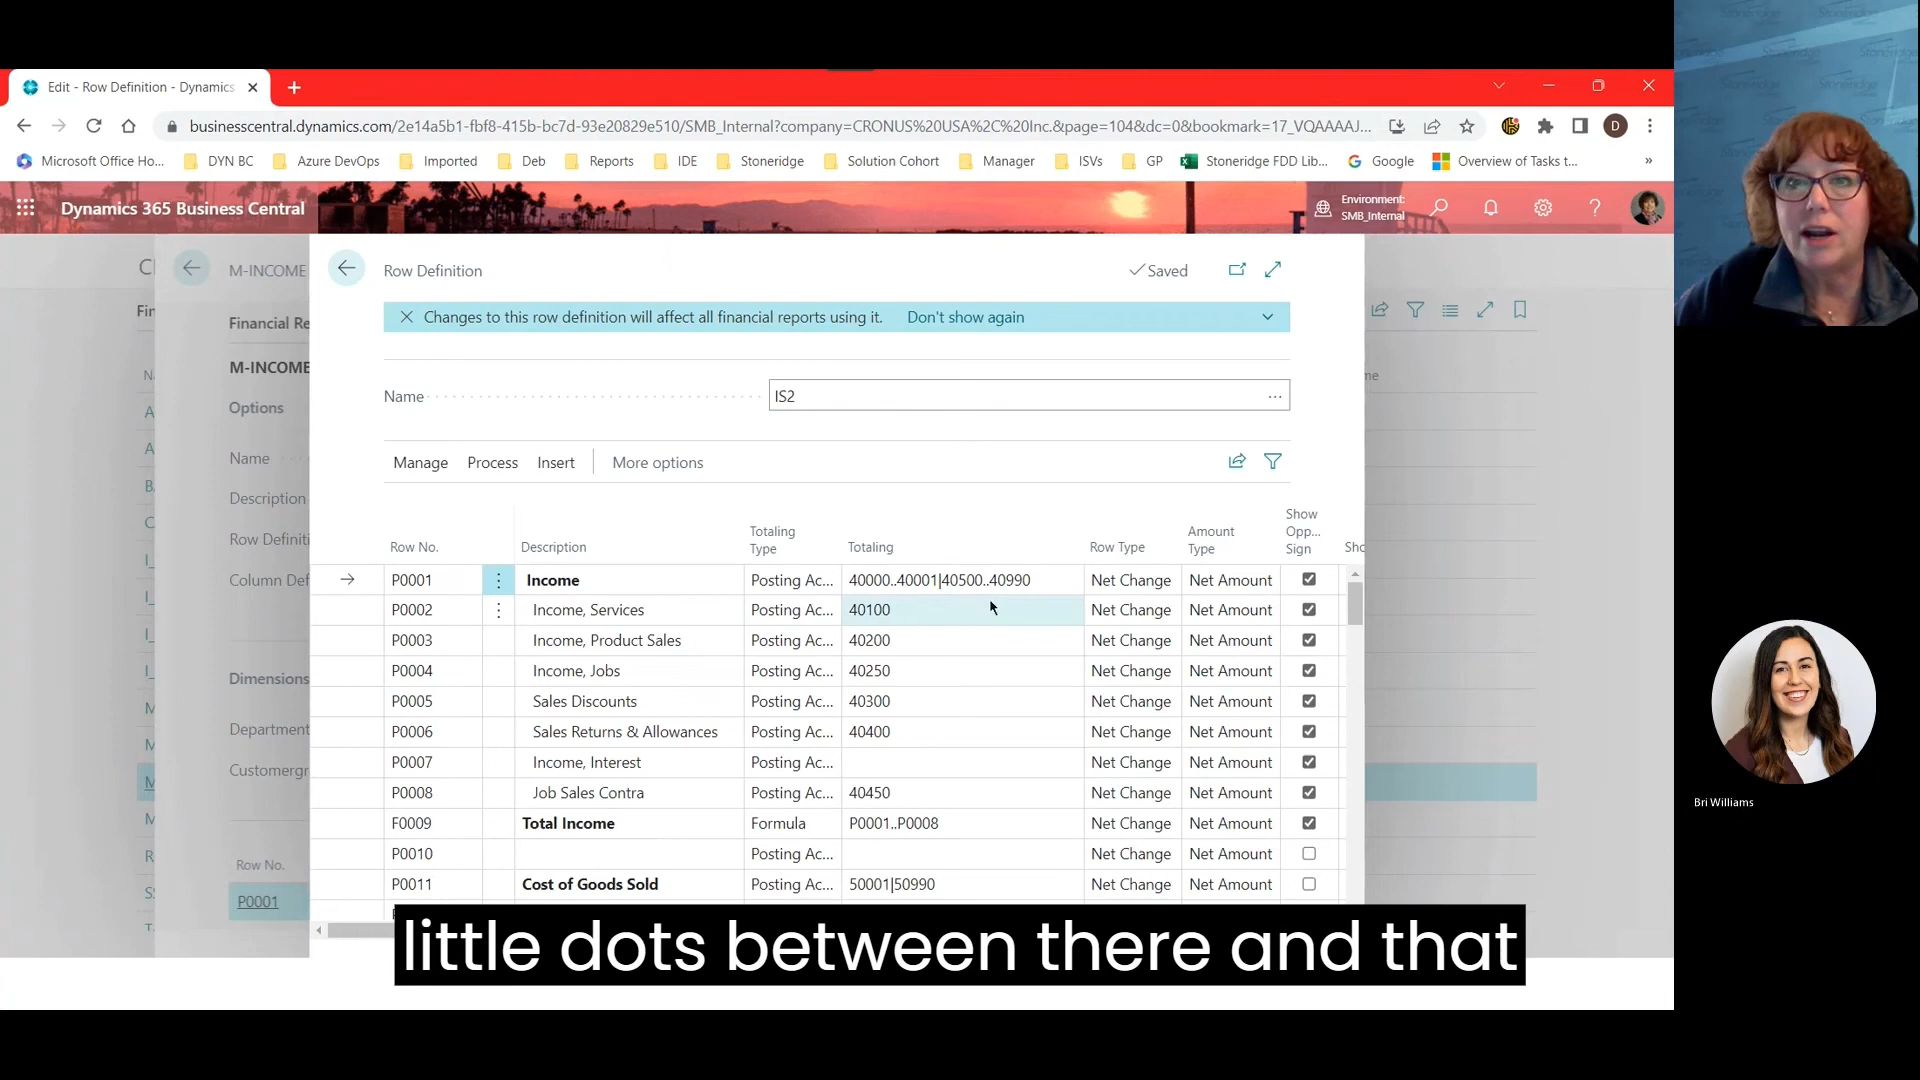 Edit - Row Definition - Dynamics
businesscentral.dynamics.com/2e14a5b1-fbf8-415b-bc7d-93e20829e510/SMB_Internal?company=CRONUS%20USA%2C%20Inc.&page=104&dc=0&bookmark=17_VQAAAAJ...
D
Microsoft Office Ho... DYN BC Azure DevOps Imported Deb Reports IDE Stoneridge Solution Cohort Manager ISVs GP Stoneridge FDD Lib... Google Overview of Tasks t... »
Dynamics 365 Business Central
Environment:
SMB_Internal
M-INCOME
Financial Re
M-INCOME
Options
Name
Description
Row Definiti
Column Def
Dimensions
Department
Customergr
Row No.
P0001
Row Definition
Saved
Changes to this row definition will affect all financial reports using it. Don't show again
Name IS2 ...
Manage Process Insert More options
Row No. Description Totaling Type Totaling Row Type Amount Type Show Opp... Sign Shc
P0001 Income Posting Ac... 40000..40001|40500..40990 Net Change Net Amount
P0002 Income, Services Posting Ac... 40100 Net Change Net Amount
P0003 Income, Product Sales Posting Ac... 40200 Net Change Net Amount
P0004 Income, Jobs Posting Ac... 40250 Net Change Net Amount
P0005 Sales Discounts Posting Ac... 40300 Net Change Net Amount
P0006 Sales Returns & Allowances Posting Ac... 40400 Net Change Net Amount
P0007 Income, Interest Posting Ac... Net Change Net Amount
P0008 Job Sales Contra Posting Ac... 40450 Net Change Net Amount
F0009 Total Income Formula P0001..P0008 Net Change Net Amount
P0010 Posting Ac... Net Change Net Amount
P0011 Cost of Goods Sold Posting Ac... 50001|50990 Net Change Net Amount
little dots between there and that
Bri Williams